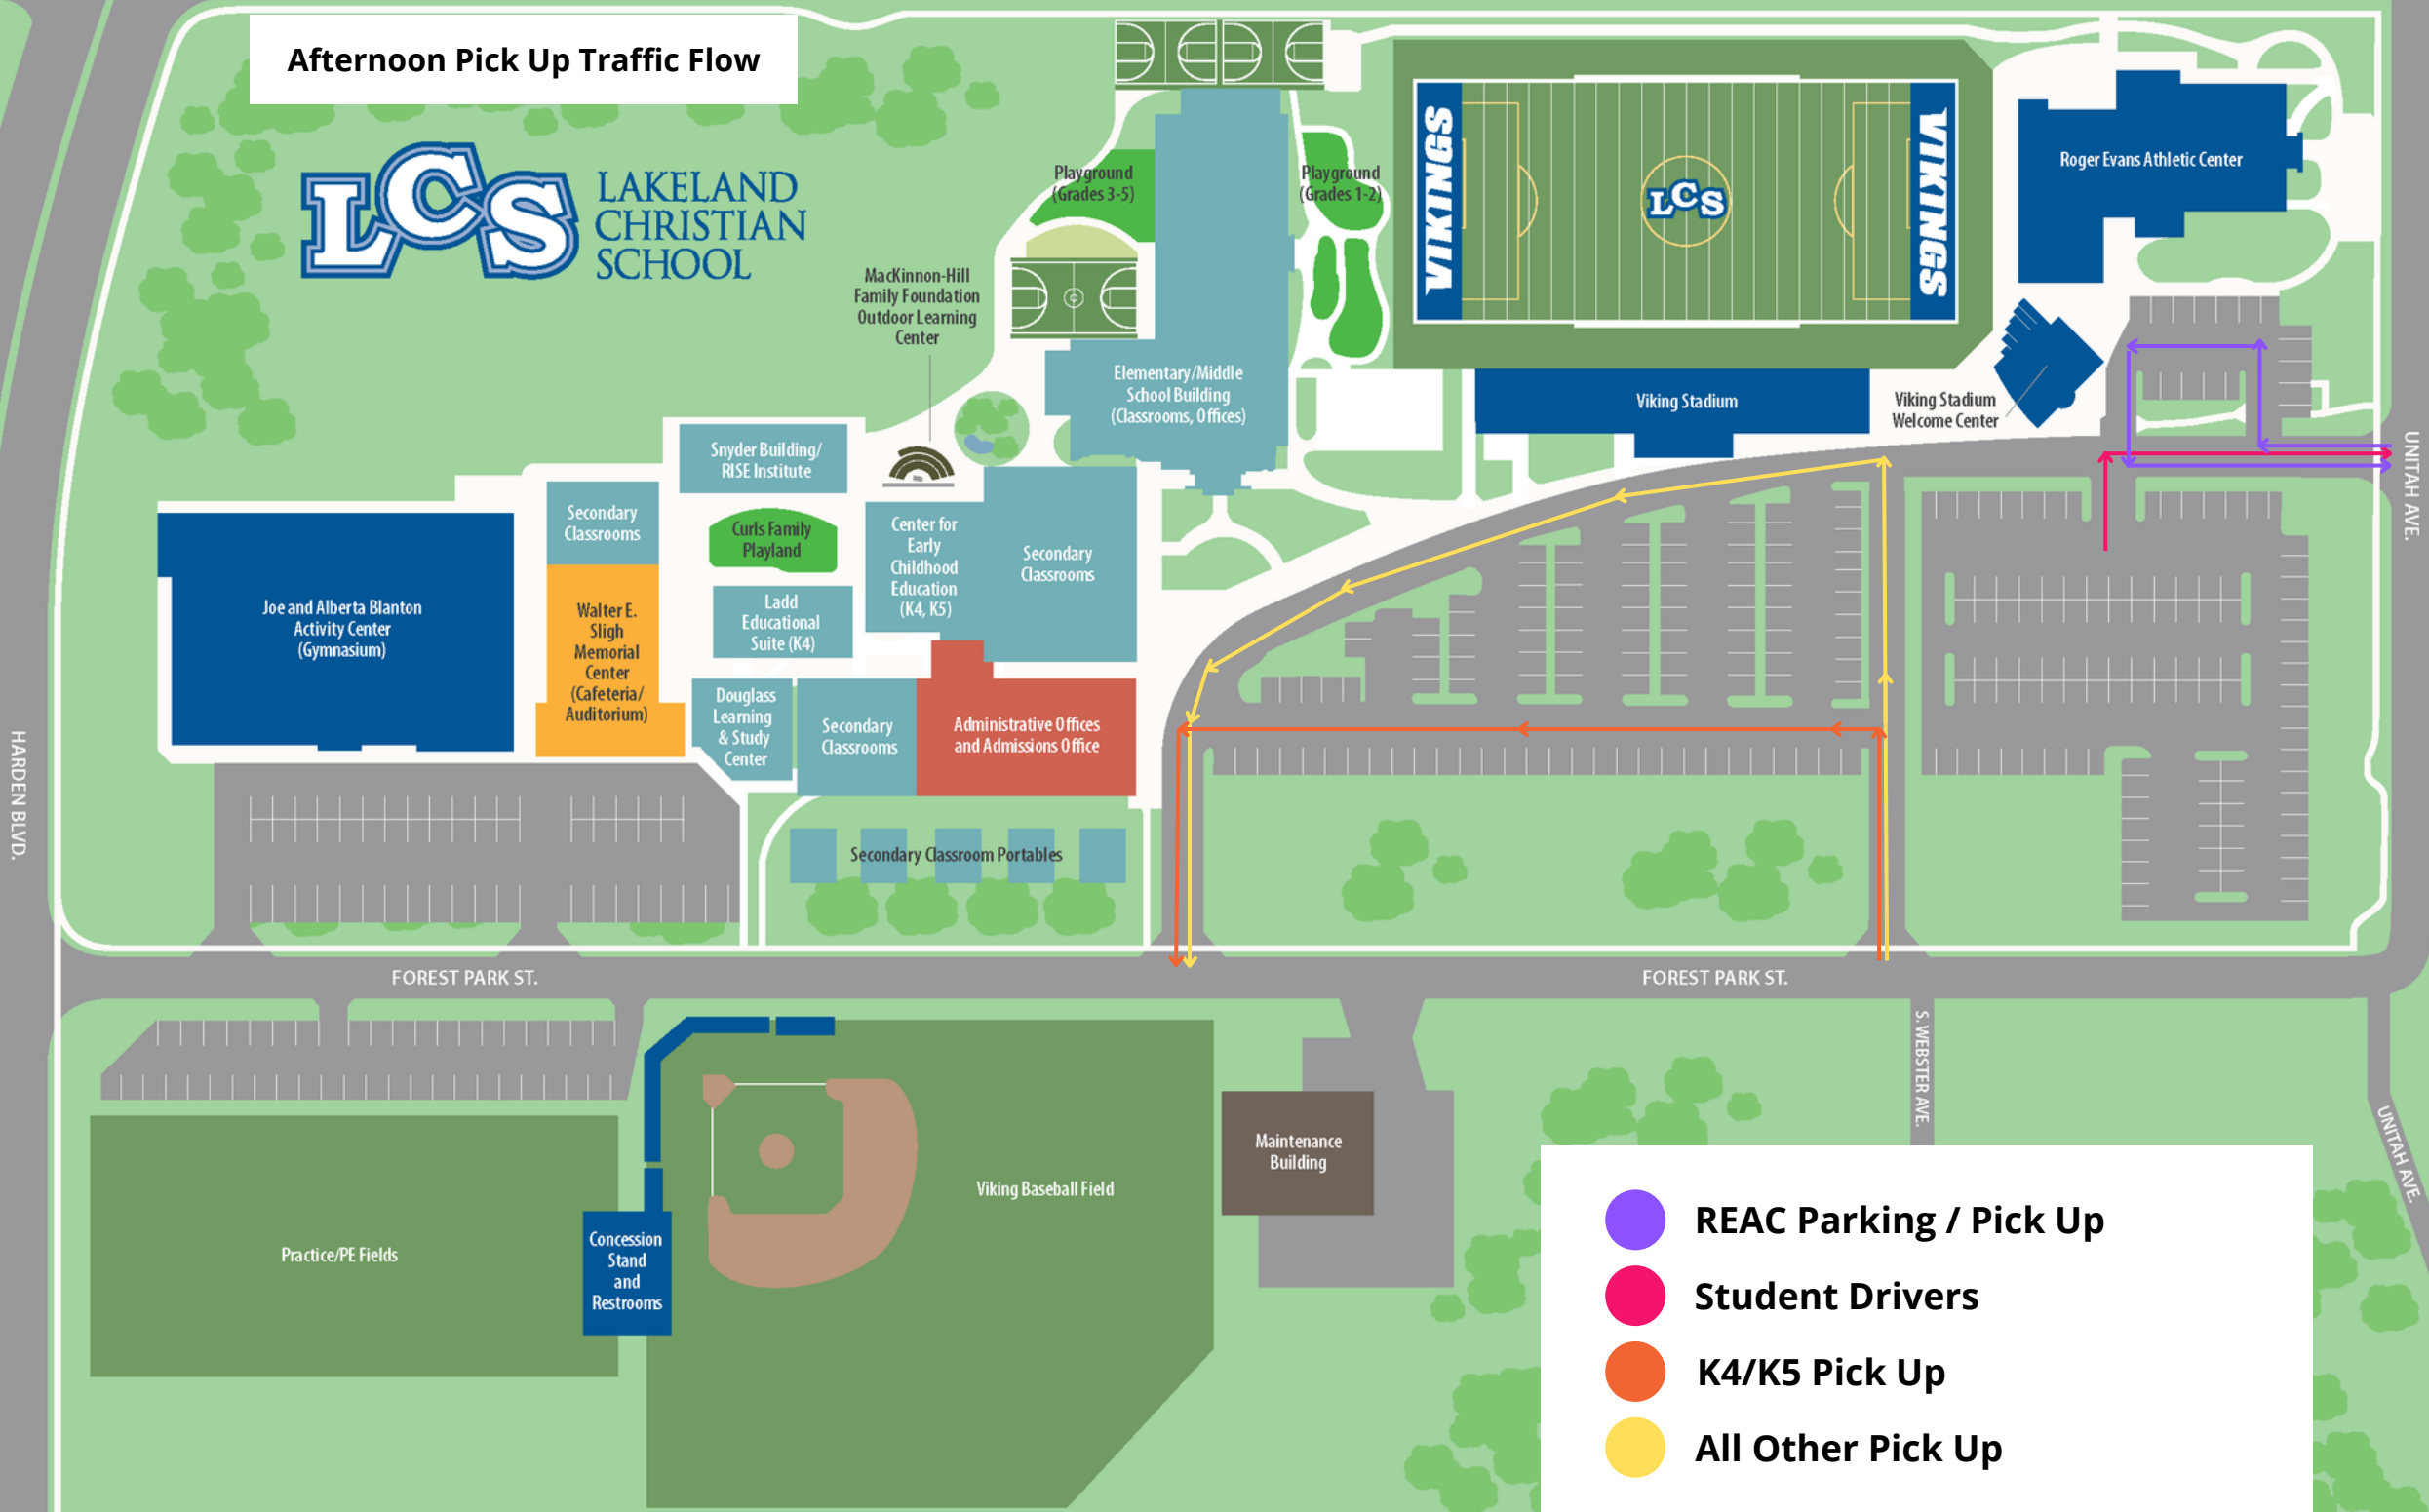 Afternoon Pick Up Traffic Flow
LCS
LAKELAND
CHRISTIAN
SCHOOL
Playground
(Grades 3-5)
Playground
(Grades 1-2)
VIKINGS
LCS
VIKINGS
Roger Evans Athletic Center
MacKinnon-Hill
Family Foundation
Outdoor Learning
Center
Elementary/Middle
School Building
(Classrooms, Offices)
Viking Stadium
Viking Stadium
Welcome Center
UNITAH AVE.
Snyder Building/
RISE Institute
Secondary
Classrooms
Curls Family
Playland
Center for
Early
Childhood
Education
(K4, K5)
Secondary
Classrooms
Joe and Alberta Blanton
Activity Center
(Gymnasium)
Walter E.
Sligh
Memorial
Center
(Cafeteria/
Auditorium)
Ladd
Educational
Suite (K4)
Douglass
Learning
& Study
Center
Secondary
Classrooms
Administrative Offices
and Admissions Office
HARDEN BLVD.
Secondary Classroom Portables
FOREST PARK ST.
FOREST PARK ST.
S. WEBSTER AVE.
UNITAH AVE.
Maintenance
Building
Viking Baseball Field
Practice/PE Fields
Concession
Stand
and
Restrooms
REAC Parking / Pick Up
Student Drivers
K4/K5 Pick Up
All Other Pick Up